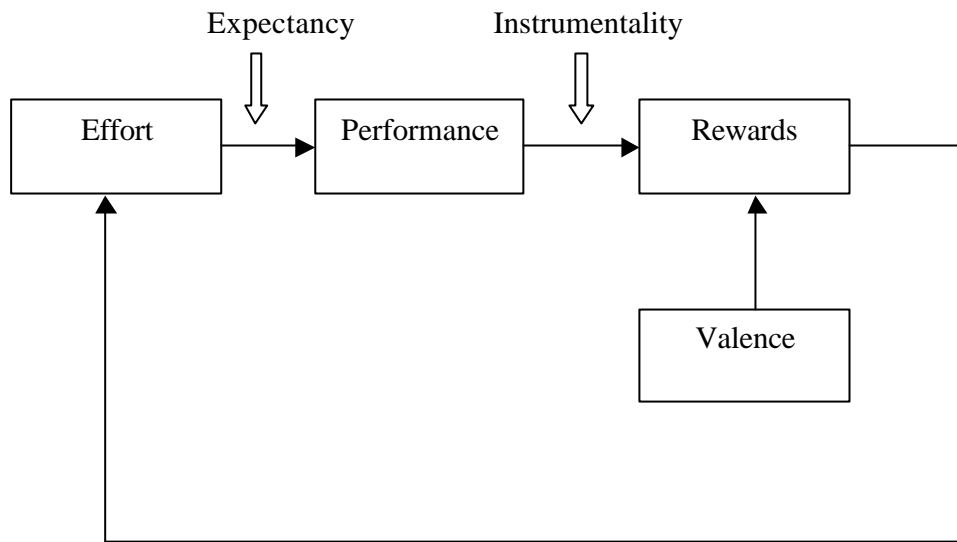 Expectancy
Instrumentality
Effort
Performance
Rewards
Valence